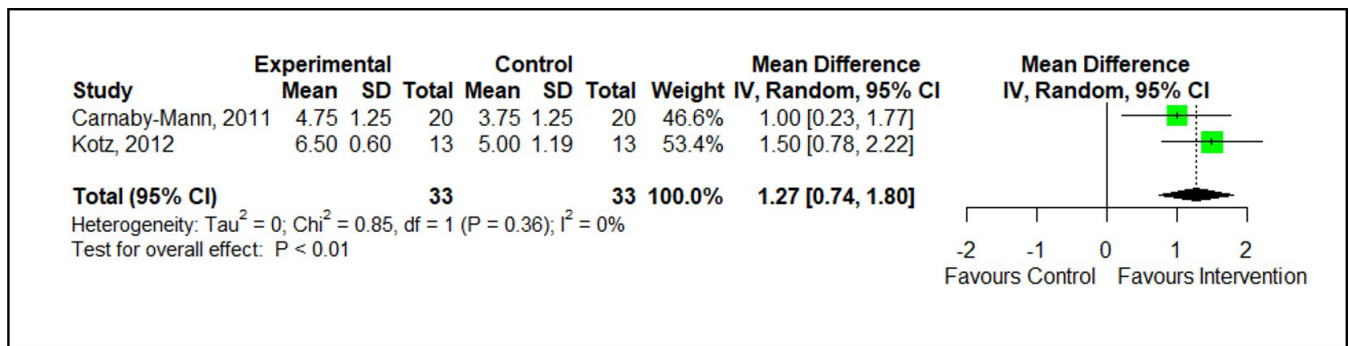 Experimental Control Mean Difference Mean Difference
Study Mean SD Total Mean SD Total Weight IV, Random, 95% CI IV, Random, 95% CI
Carnaby-Mann, 2011 4.75 1.25 20 3.75 1.25 20 46.6% 1.00 [0.23, 1.77]
Kotz, 2012 6.50 0.60 13 5.00 1.19 13 53.4% 1.50 [0.78, 2.22]
Total (95% CI) 33 33 100.0% 1.27 [0.74, 1.80]
Heterogeneity: Tau² = 0; Chi² = 0.85, df = 1 (P = 0.36); I² = 0%
Test for overall effect: P < 0.01
-2 -1 0 1 2
Favours Control Favours Intervention